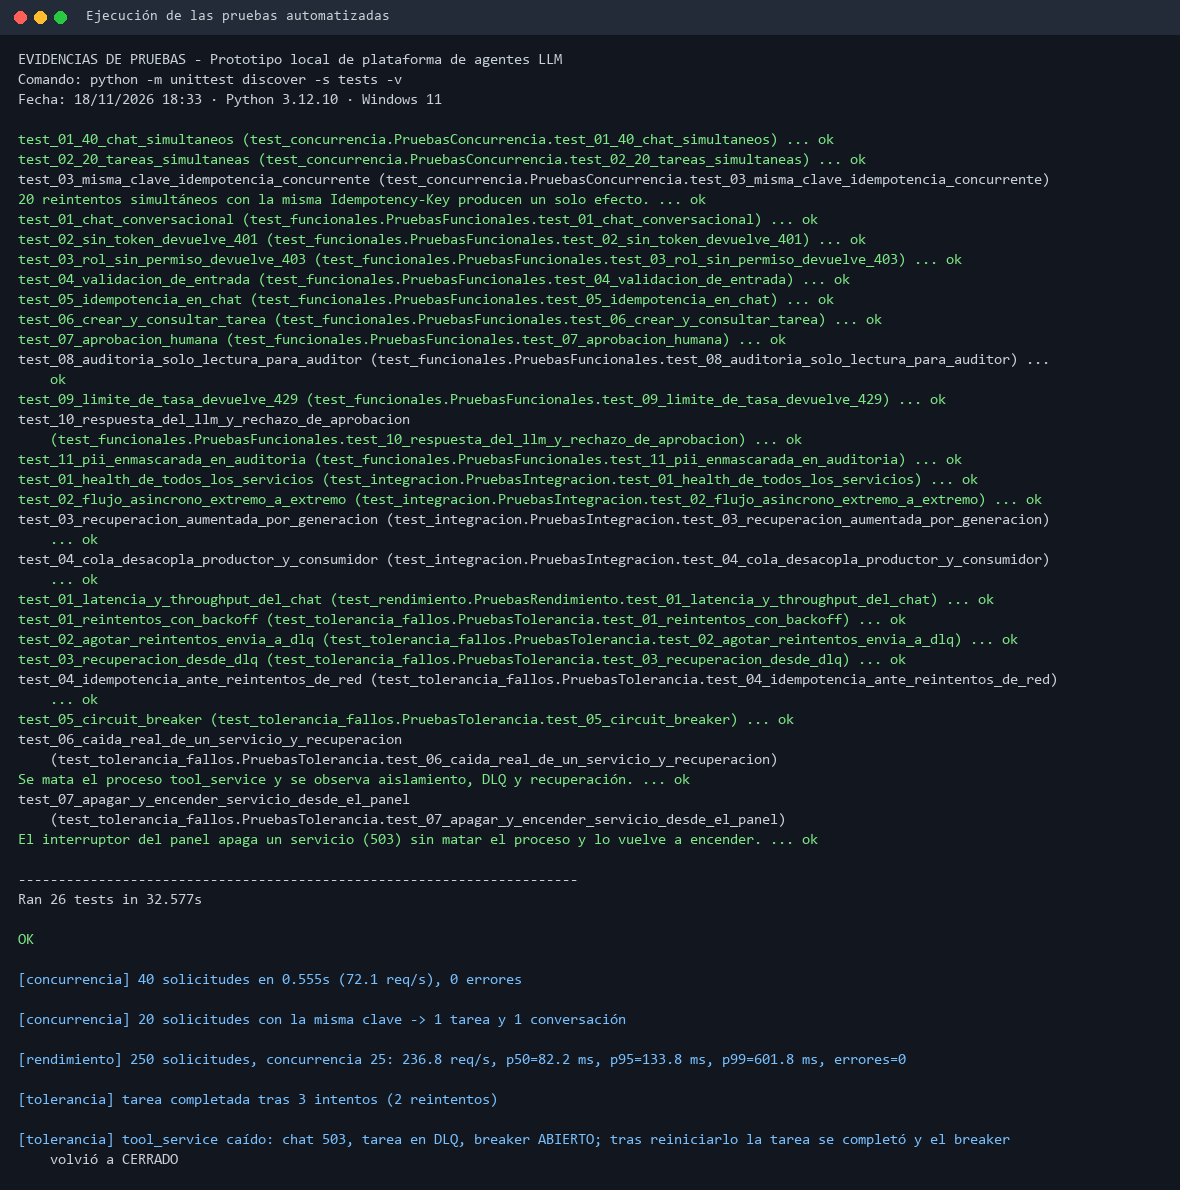 Ejecución de las pruebas automatizadas
EVIDENCIAS DE PRUEBAS - Prototipo local de plataforma de agentes LLM
Comando: python -m unittest discover -s tests -v
Fecha: 18/11/2026 18:33 · Python 3.12.10 · Windows 11
test_01_40_chat_simultaneos (test_concurrencia.PruebasConcurrencia.test_01_40_chat_simultaneos) ... ok
test_02_20_tareas_simultaneas (test_concurrencia.PruebasConcurrencia.test_02_20_tareas_simultaneas) ... ok
test_03_misma_clave_idempotencia_concurrente (test_concurrencia.PruebasConcurrencia.test_03_misma_clave_idempotencia_concurrente)
20 reintentos simultáneos con la misma Idempotency-Key producen un solo efecto. ... ok
test_01_chat_conversacional (test_funcionales.PruebasFuncionales.test_01_chat_conversacional) ... ok
test_02_sin_token_devuelve_401 (test_funcionales.PruebasFuncionales.test_02_sin_token_devuelve_401) ... ok
test_03_rol_sin_permiso_devuelve_403 (test_funcionales.PruebasFuncionales.test_03_rol_sin_permiso_devuelve_403) ... ok
test_04_validacion_de_entrada (test_funcionales.PruebasFuncionales.test_04_validacion_de_entrada) ... ok
test_05_idempotencia_en_chat (test_funcionales.PruebasFuncionales.test_05_idempotencia_en_chat) ... ok
test_06_crear_y_consultar_tarea (test_funcionales.PruebasFuncionales.test_06_crear_y_consultar_tarea) ... ok
test_07_aprobacion_humana (test_funcionales.PruebasFuncionales.test_07_aprobacion_humana) ... ok
test_08_auditoria_solo_lectura_para_auditor (test_funcionales.PruebasFuncionales.test_08_auditoria_solo_lectura_para_auditor) ...
ok
test_09_limite_de_tasa_devuelve_429 (test_funcionales.PruebasFuncionales.test_09_limite_de_tasa_devuelve_429) ... ok
test_10_respuesta_del_llm_y_rechazo_de_aprobacion
(test_funcionales.PruebasFuncionales.test_10_respuesta_del_llm_y_rechazo_de_aprobacion) ... ok
test_11_pii_enmascarada_en_auditoria (test_funcionales.PruebasFuncionales.test_11_pii_enmascarada_en_auditoria) ... ok
test_01_health_de_todos_los_servicios (test_integracion.PruebasIntegracion.test_01_health_de_todos_los_servicios) ... ok
test_02_flujo_asincrono_extremo_a_extremo (test_integracion.PruebasIntegracion.test_02_flujo_asincrono_extremo_a_extremo) ... ok
test_03_recuperacion_aumentada_por_generacion (test_integracion.PruebasIntegracion.test_03_recuperacion_aumentada_por_generacion)
... ok
test_04_cola_desacopla_productor_y_consumidor (test_integracion.PruebasIntegracion.test_04_cola_desacopla_productor_y_consumidor)
... ok
test_01_latencia_y_throughput_del_chat (test_rendimiento.PruebasRendimiento.test_01_latencia_y_throughput_del_chat) ... ok
test_01_reintentos_con_backoff (test_tolerancia_fallos.PruebasTolerancia.test_01_reintentos_con_backoff) ... ok
test_02_agotar_reintentos_envia_a_dlq (test_tolerancia_fallos.PruebasTolerancia.test_02_agotar_reintentos_envia_a_dlq) ... ok
test_03_recuperacion_desde_dlq (test_tolerancia_fallos.PruebasTolerancia.test_03_recuperacion_desde_dlq) ... ok
test_04_idempotencia_ante_reintentos_de_red (test_tolerancia_fallos.PruebasTolerancia.test_04_idempotencia_ante_reintentos_de_red)
... ok
test_05_circuit_breaker (test_tolerancia_fallos.PruebasTolerancia.test_05_circuit_breaker) ... ok
test_06_caida_real_de_un_servicio_y_recuperacion
(test_tolerancia_fallos.PruebasTolerancia.test_06_caida_real_de_un_servicio_y_recuperacion)
Se mata el proceso tool_service y se observa aislamiento, DLQ y recuperación. ... ok
test_07_apagar_y_encender_servicio_desde_el_panel
(test_tolerancia_fallos.PruebasTolerancia.test_07_apagar_y_encender_servicio_desde_el_panel)
El interruptor del panel apaga un servicio (503) sin matar el proceso y lo vuelve a encender. ... ok
----------------------------------------------------------------------
Ran 26 tests in 32.577s
OK
[concurrencia] 40 solicitudes en 0.555s (72.1 req/s), 0 errores
[concurrencia] 20 solicitudes con la misma clave -> 1 tarea y 1 conversación
[rendimiento] 250 solicitudes, concurrencia 25: 236.8 req/s, p50=82.2 ms, p95=133.8 ms, p99=601.8 ms, errores=0
[tolerancia] tarea completada tras 3 intentos (2 reintentos)
[tolerancia] tool_service caído: chat 503, tarea en DLQ, breaker ABIERTO; tras reiniciarlo la tarea se completó y el breaker
volvió a CERRADO